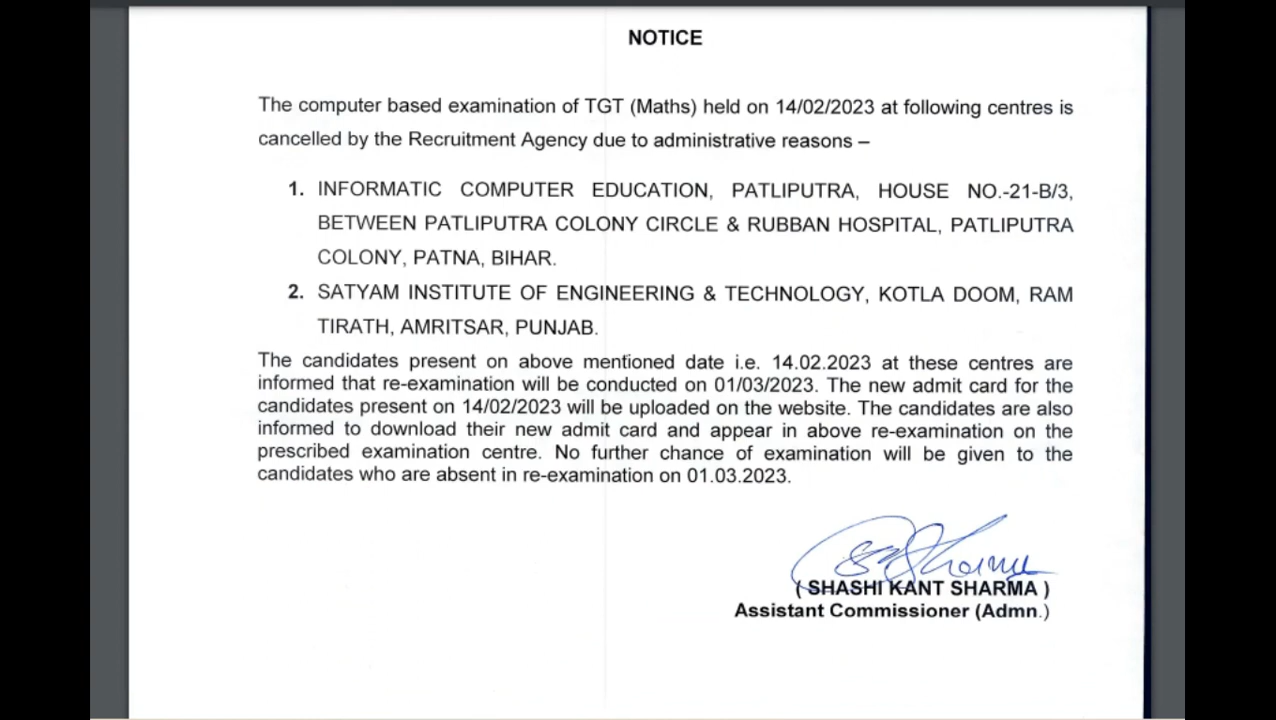 NOTICE
The computer based examination of TGT (Maths) held on 14/02/2023 at following centres is
cancelled by the Recruitment Agency due to administrative reasons –
1. INFORMATIC COMPUTER EDUCATION, PATLIPUTRA, HOUSE NO.-21-B/3,
BETWEEN PATLIPUTRA COLONY CIRCLE & RUBBAN HOSPITAL, PATLIPUTRA
COLONY, PATNA, BIHAR.
2. SATYAM INSTITUTE OF ENGINEERING & TECHNOLOGY, KOTLA DOOM, RAM
TIRATH, AMRITSAR, PUNJAB.
The candidates present on above mentioned date i.e. 14.02.2023 at these centres are
informed that re-examination will be conducted on 01/03/2023. The new admit card for the
candidates present on 14/02/2023 will be uploaded on the website. The candidates are also
informed to download their new admit card and appear in above re-examination on the
prescribed examination centre. No further chance of examination will be given to the
candidates who are absent in re-examination on 01.03.2023.
SK Sharma
( SHASHI KANT SHARMA )
Assistant Commissioner (Admn.)